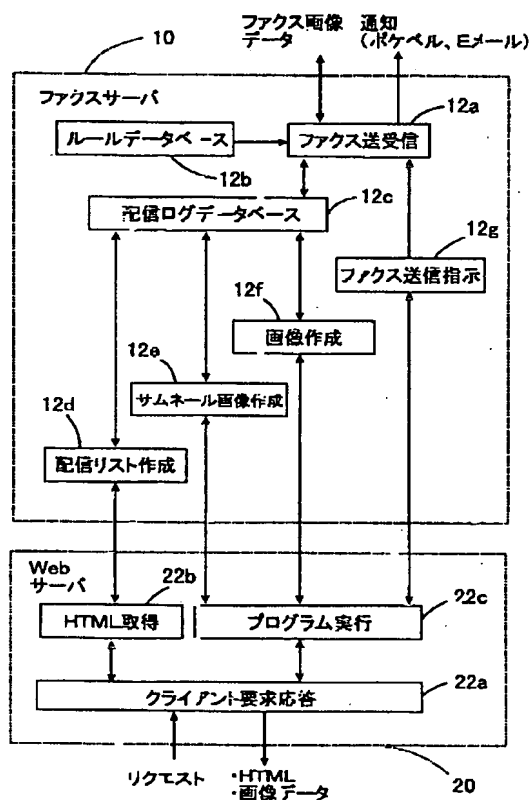 ファクス画像
データ
通知
(ポケベル、Eメール)
10
ファクスサーバ
12a
ルールデータベース
ファクス送受信
12b
12c
配信ログデータベース
12g
12f
ファクス送信指示
12e
画像作成
12d
サムネール画像作成
配信リスト作成
Web
サーバ
22b
22c
HTML取得
プログラム実行
22a
クライアント要求応答
リクエスト
・HTML
・画像データ
20